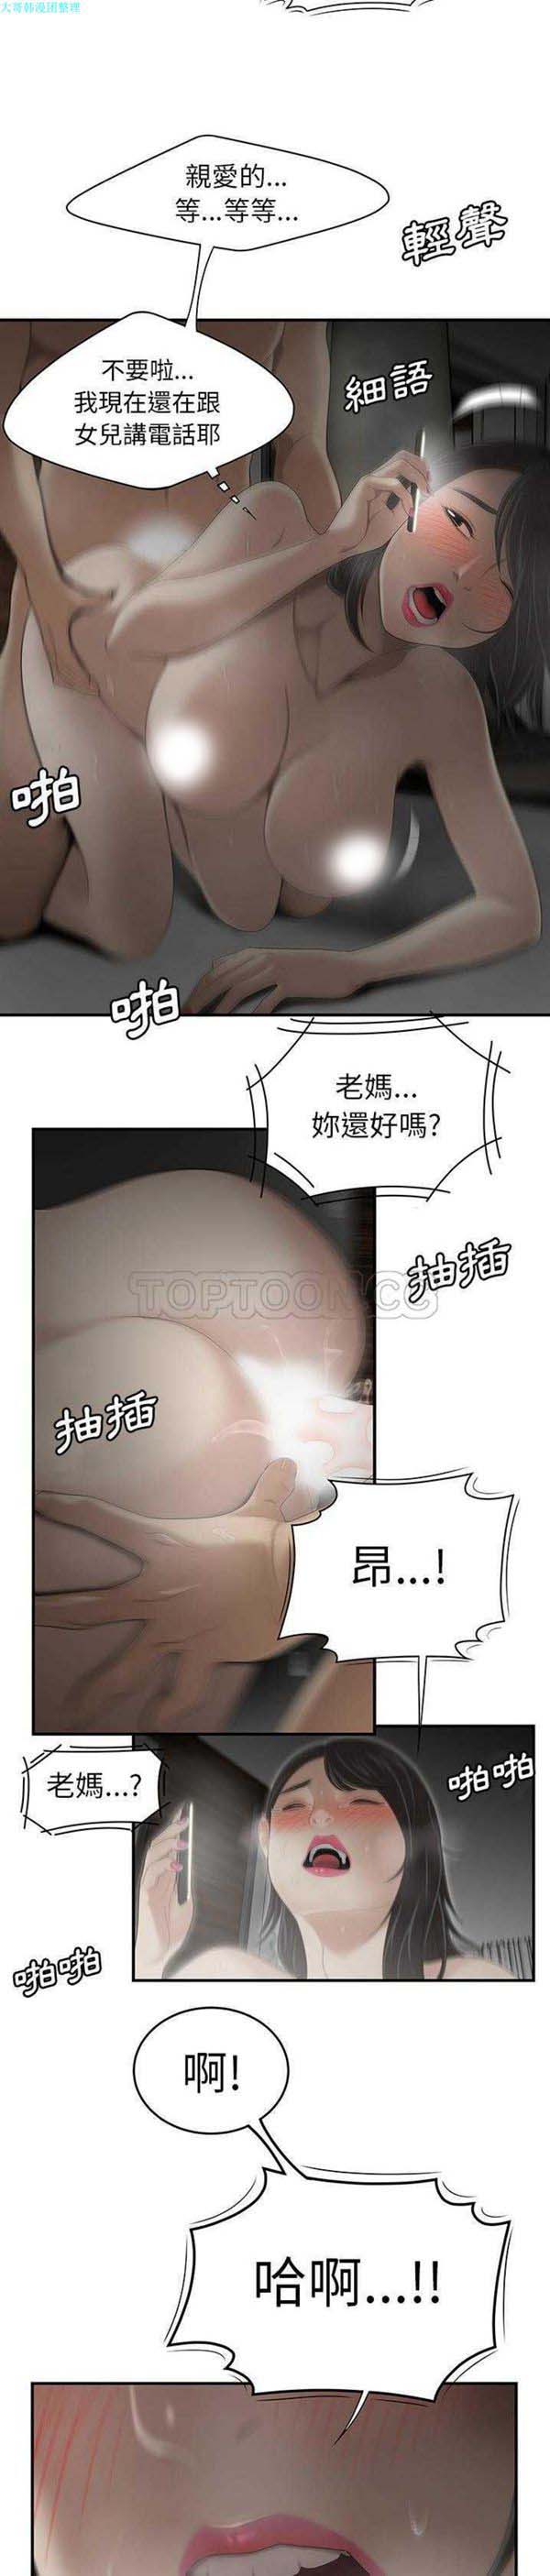 大哥韩漫团整理
親愛的...
等...等等...
輕聲
不要啦...
我現在還在跟
女兒講電話耶
細語
啪
啪
老媽...
妳還好嗎?
抽插
TOPTOON.CC
抽插
昂...!
老媽...?
啪啪
啪啪
啊!
哈啊...!!